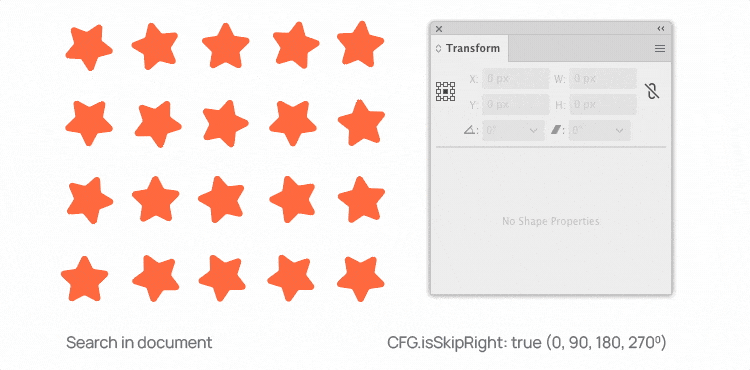 Transform
X: 0 px W: 0 px
Y: 0 px H: 0 px
0° 0°
No Shape Properties
Search in document
CFG.isSkipRight: true (0, 90, 180, 270º)